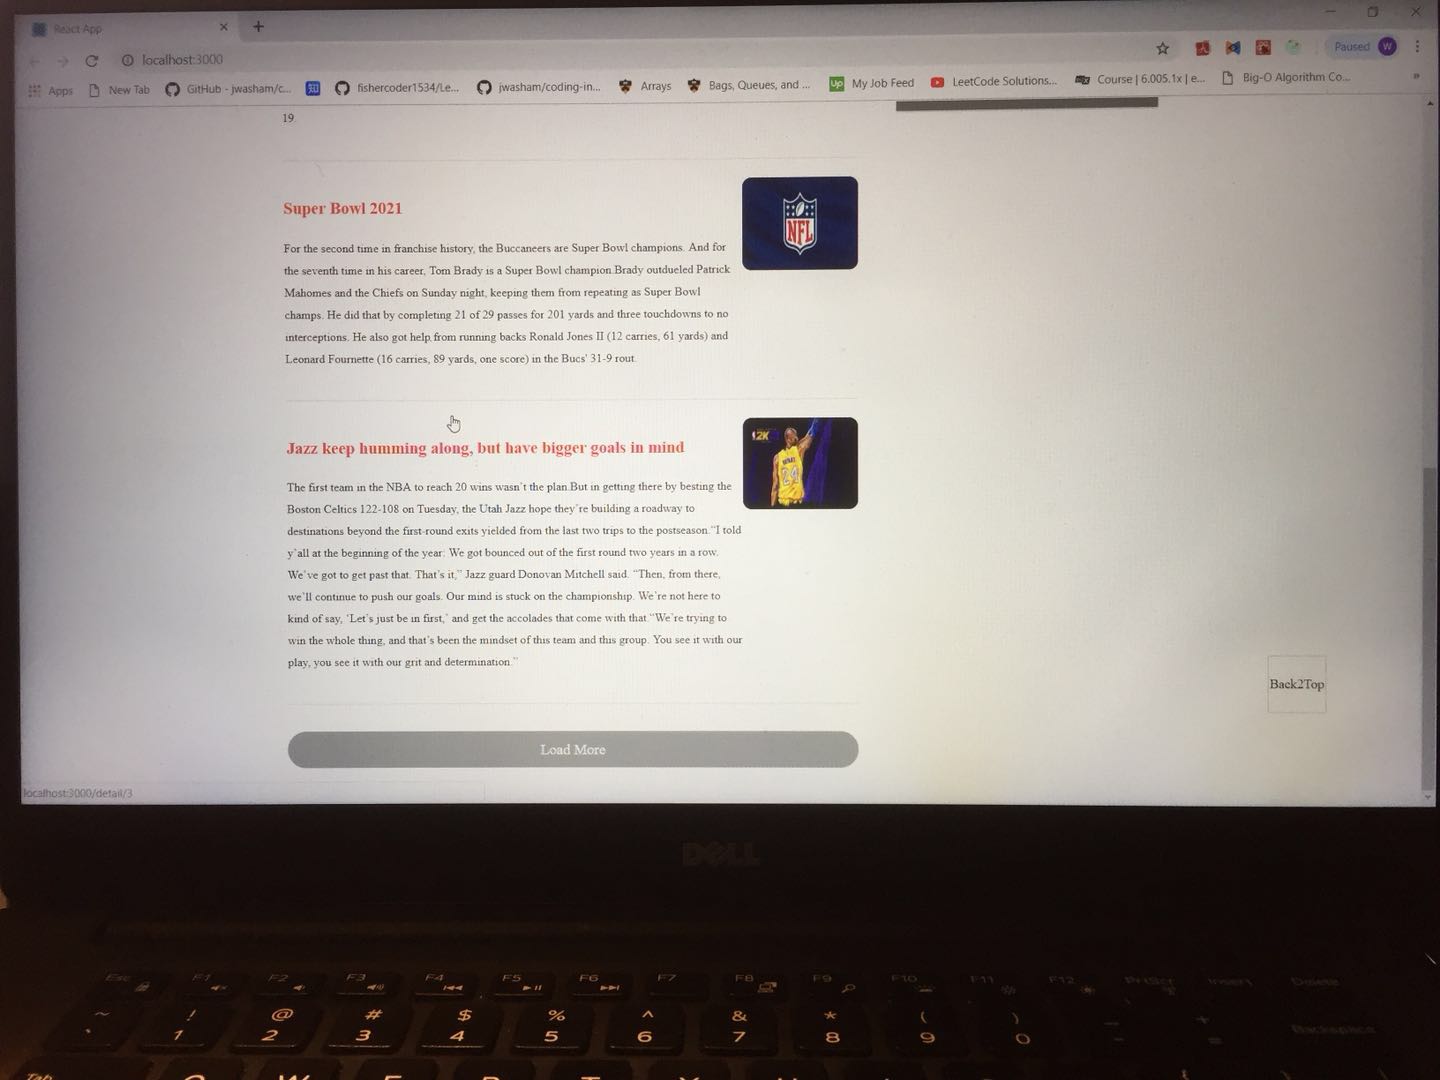 React App
localhost:3000
Paused W
Apps New Tab GitHub - jwasham/c... fishercoder1534/Le... jwasham/coding-in... Arrays Bags, Queues, and ... Up My Job Feed LeetCode Solutions... Course | 6.005.1x | e... Big-O Algorithm Co... »
19
Super Bowl 2021
NFL
For the second time in franchise history, the Buccaneers are Super Bowl champions. And for
the seventh time in his career, Tom Brady is a Super Bowl champion.Brady outdueled Patrick
Mahomes and the Chiefs on Sunday night, keeping them from repeating as Super Bowl
champs. He did that by completing 21 of 29 passes for 201 yards and three touchdowns to no
interceptions. He also got help from running backs Ronald Jones II (12 carries, 61 yards) and
Leonard Fournette (16 carries, 89 yards, one score) in the Bucs' 31-9 rout.
Jazz keep humming along, but have bigger goals in mind
2K
24
The first team in the NBA to reach 20 wins wasn't the plan.But in getting there by besting the
Boston Celtics 122-108 on Tuesday, the Utah Jazz hope they're building a roadway to
destinations beyond the first-round exits yielded from the last two trips to the postseason."I told
y'all at the beginning of the year: We got bounced out of the first round two years in a row.
We've got to get past that. That's it," Jazz guard Donovan Mitchell said. "Then, from there,
we'll continue to push our goals. Our mind is stuck on the championship. We're not here to
kind of say, 'Let's just be in first,' and get the accolades that come with that."We're trying to
win the whole thing, and that's been the mindset of this team and this group. You see it with our
play, you see it with our grit and determination."
Back2Top
Load More
localhost:3000/detail/3
DELL
Esc F1 F2 F3 F4 F5 F6 F7 F8 F9 F10 F11 F12 PrtScr Insert Delete
~ ! @ # $ % ^ & * ( ) _ +
` 1 2 3 4 5 6 7 8 9 0 - = Backspace
Tab